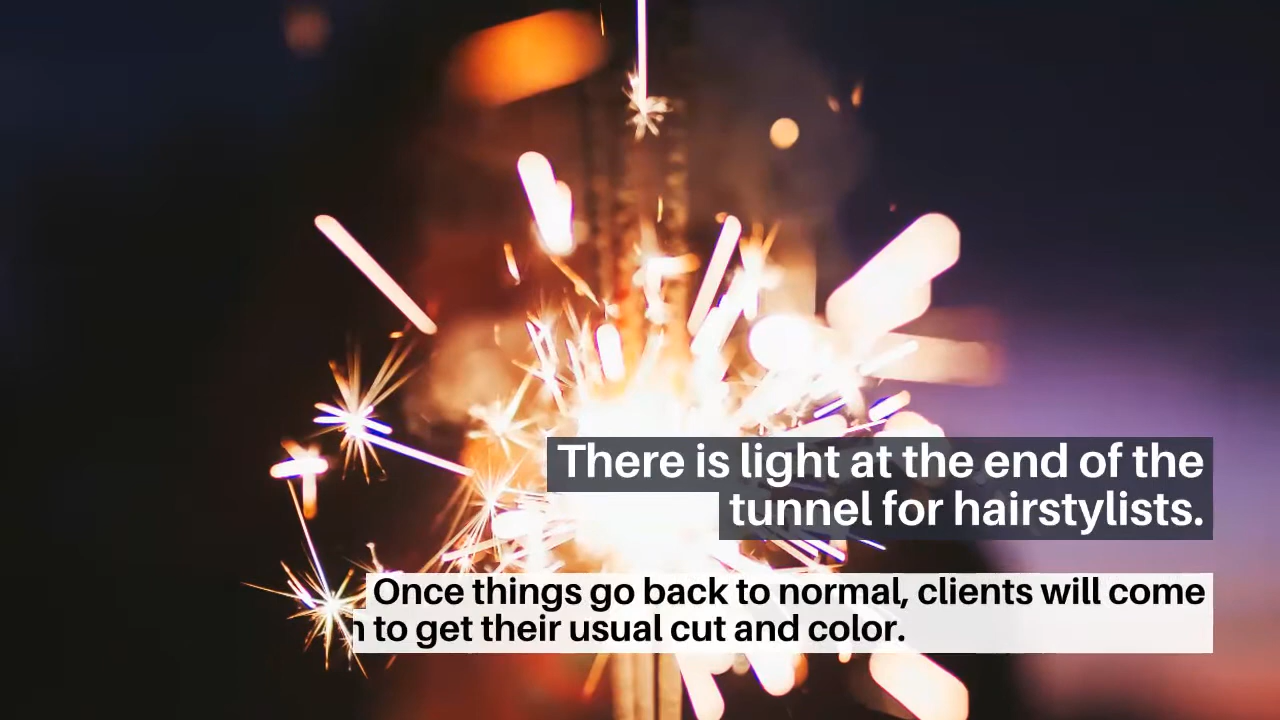 There is light at the end of the
tunnel for hairstylists.
Once things go back to normal, clients will come
to get their usual cut and color.